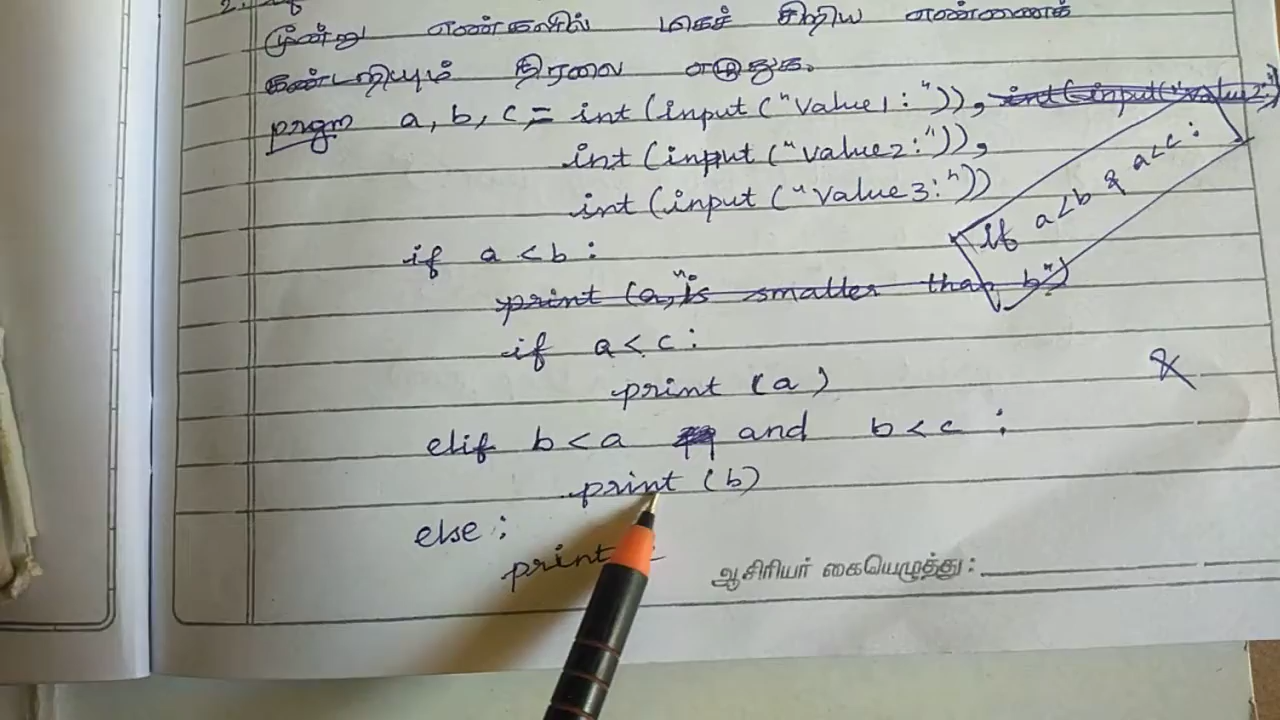 2.
மூன்று எண்களில் மிகச் சிறிய எண்ணைக்
கண்டறியும் நிரலை எழுதுக.
prgm a, b, c, = int (input ("Value1:")), int (input ("value2:")
int (input ("value2:")),
int (input ("value3:"))
if a<b & a<c:
if a<b:
print (a, "is smaller than b")
if a<c:
print (a)
&
elif b<a and b<c:
print (b)
else:
print
ஆசிரியர் கையெழுத்து: